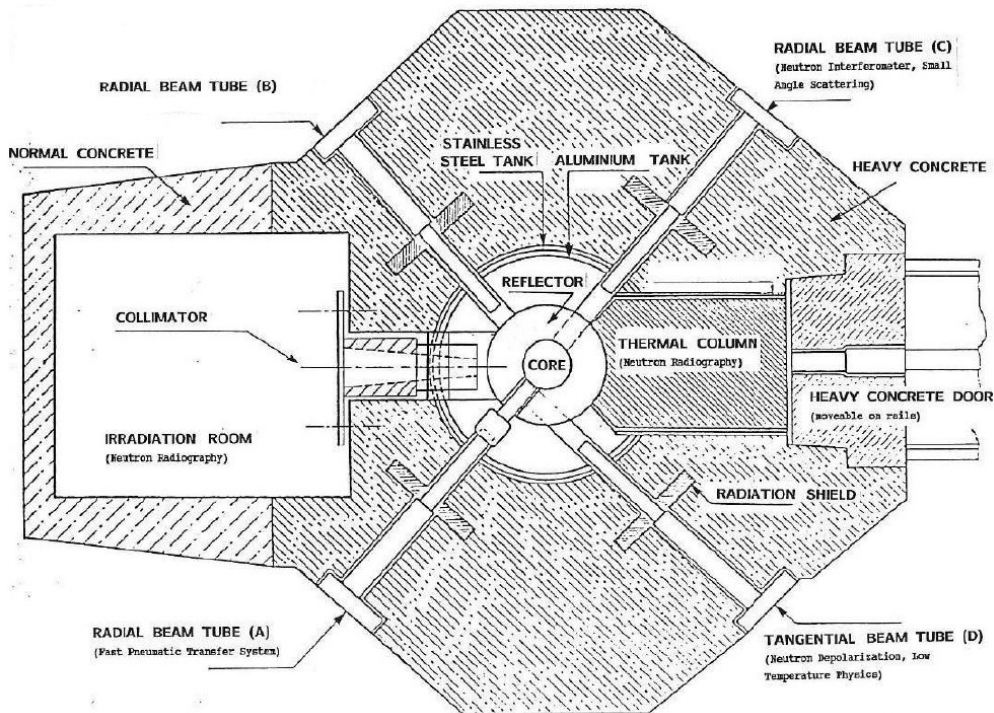 RADIAL BEAM TUBE (C)
(Neutron Interferometer, Small
Angle Scattering)
RADIAL BEAM TUBE (B)
STAINLESS
STEEL TANK
ALUMINIUM TANK
NORMAL CONCRETE
HEAVY CONCRETE
REFLECTOR
COLLIMATOR
THERMAL COLUMN
(Neutron Radiography)
CORE
HEAVY CONCRETE DOOR
(moveable on rails)
IRRADIATION ROOM
(Neutron Radiography)
RADIATION SHIELD
RADIAL BEAM TUBE (A)
(Fast Pneumatic Transfer System)
TANGENTIAL BEAM TUBE (D)
(Neutron Depolarization, Low
Temperature Physics)